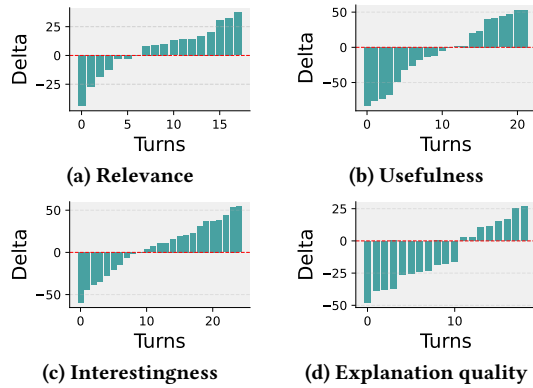 25
0
−25
Delta
0
5
10
15
Turns
(a) Relevance
50
0
−50
Delta
0
10
20
Turns
(b) Usefulness
50
0
−50
Delta
0
10
20
Turns
(c) Interestingness
25
0
−25
−50
Delta
0
10
Turns
(d) Explanation quality